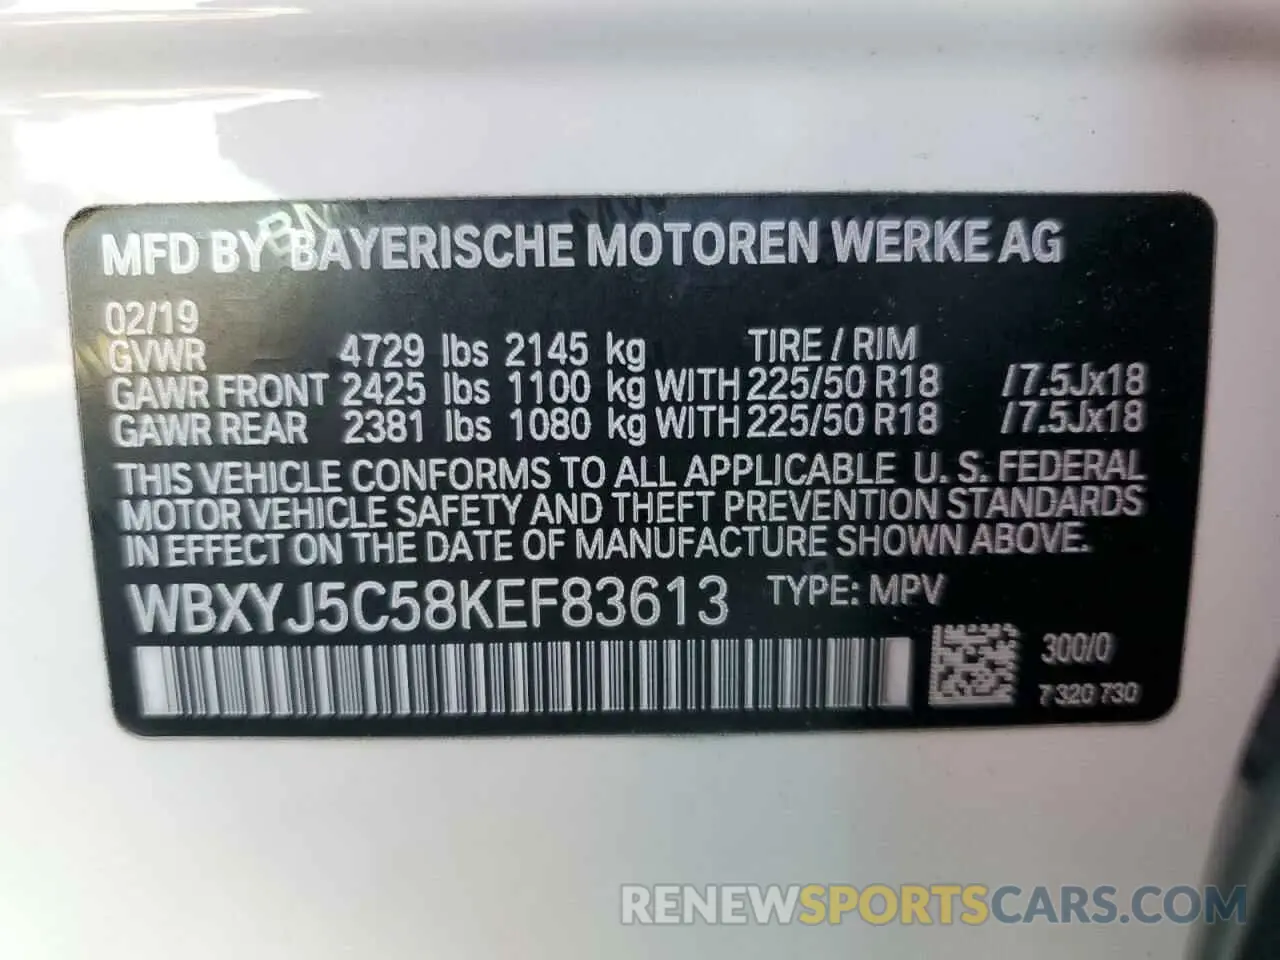 MFD BY BAYERISCHE MOTOREN WERKE AG
02/19
GVWR 4729 lbs 2145 kg TIRE / RIM
GAWR FRONT 2425 lbs 1100 kg WITH 225/50 R18 /7.5Jx18
GAWR REAR 2381 lbs 1080 kg WITH 225/50 R18 /7.5Jx18
THIS VEHICLE CONFORMS TO ALL APPLICABLE U. S. FEDERAL
MOTOR VEHICLE SAFETY AND THEFT PREVENTION STANDARDS
IN EFFECT ON THE DATE OF MANUFACTURE SHOWN ABOVE.
WBXYJ5C58KEF83613 TYPE: MPV
300/0
7 320 730
RENEWSPORTSCARS.COM